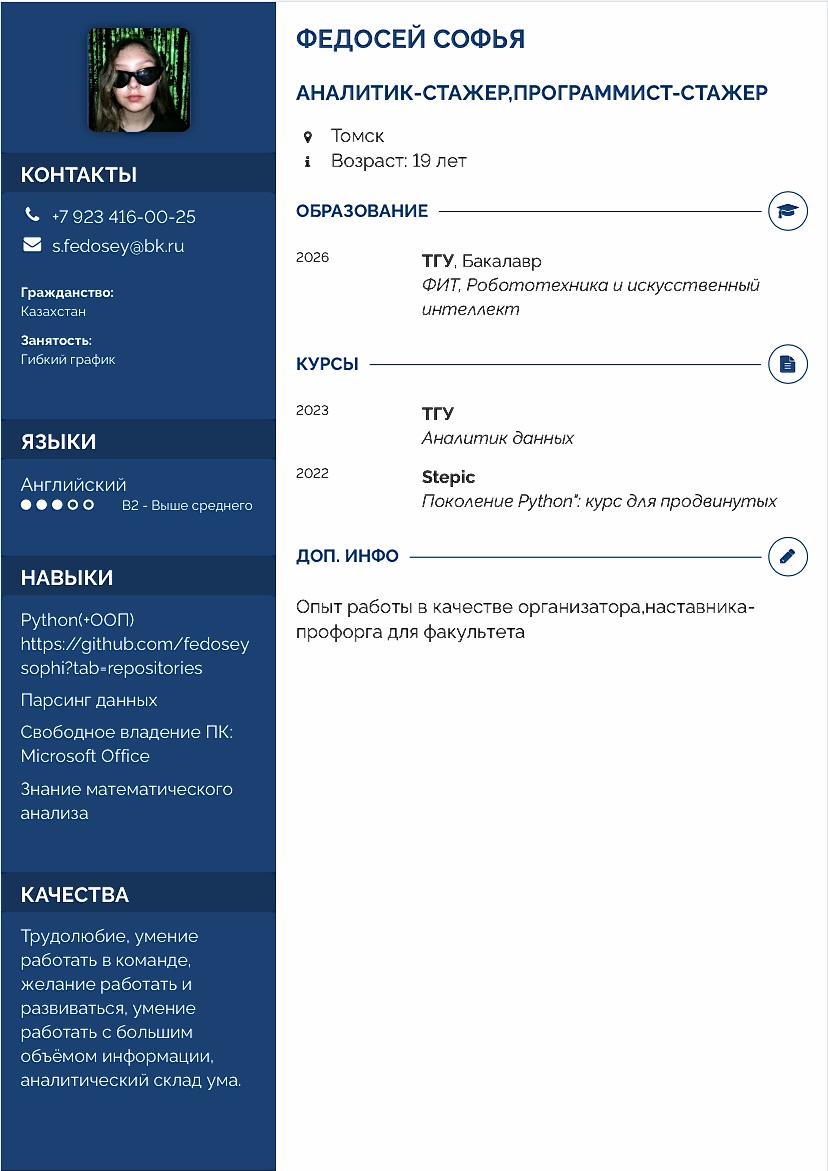 КОНТАКТЫ
+7 923 416-00-25
s.fedosey@bk.ru
Гражданство:
Казахстан
Занятость:
Гибкий график
ЯЗЫКИ
Английский
B2 - Выше среднего
НАВЫКИ
Python(+ООП)
https://github.com/fedosey
sophi?tab=repositories
Парсинг данных
Свободное владение ПК:
Microsoft Office
Знание математического
анализа
КАЧЕСТВА
Трудолюбие, умение
работать в команде,
желание работать и
развиваться, умение
работать с большим
объёмом информации,
аналитический склад ума.
ФЕДОСЕЙ СОФЬЯ
АНАЛИТИК-СТАЖЕР,ПРОГРАММИСТ-СТАЖЕР
Томск
Возраст: 19 лет
ОБРАЗОВАНИЕ
2026
ТГУ, Бакалавр
ФИТ, Робототехника и искусственный
интеллект
КУРСЫ
2023
ТГУ
Аналитик данных
2022
Stepic
Поколение Python": курс для продвинутых
ДОП. ИНФО
Опыт работы в качестве организатора,наставника-
профорга для факультета